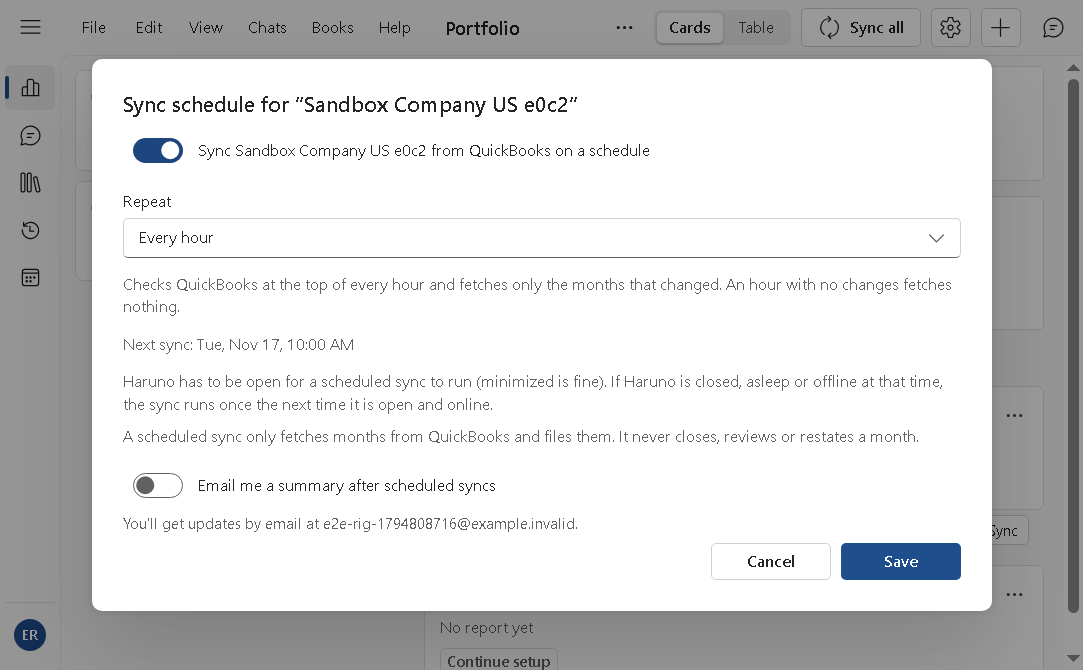 File Edit View Chats Books Help Portfolio ... Cards Table Sync all
Sync schedule for “Sandbox Company US e0c2”
Sync Sandbox Company US e0c2 from QuickBooks on a schedule
Repeat
Every hour
Checks QuickBooks at the top of every hour and fetches only the months that changed. An hour with no changes fetches
nothing.
Next sync: Tue, Nov 17, 10:00 AM
Haruno has to be open for a scheduled sync to run (minimized is fine). If Haruno is closed, asleep or offline at that time,
the sync runs once the next time it is open and online.
A scheduled sync only fetches months from QuickBooks and files them. It never closes, reviews or restates a month.
Email me a summary after scheduled syncs
You'll get updates by email at e2e-rig-1794808716@example.invalid.
Sync
Cancel Save
ER
No report yet
Continue setup